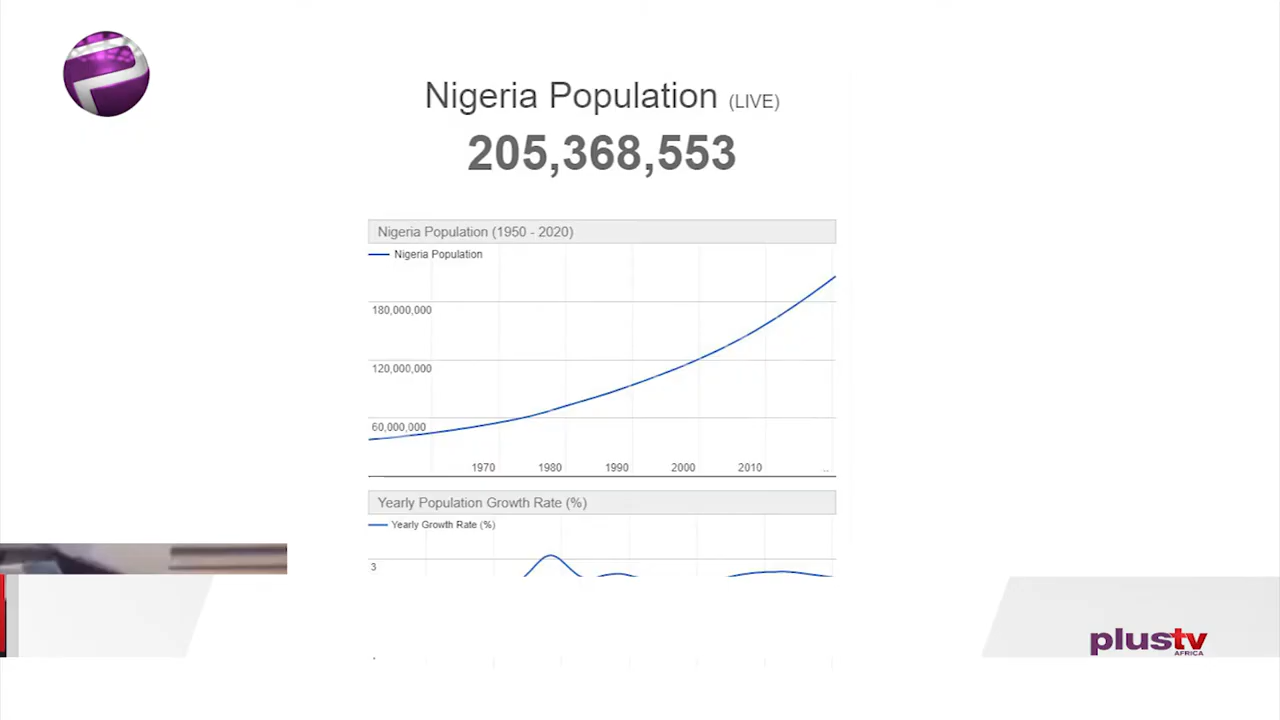 Nigeria Population (LIVE)
205,368,553
Nigeria Population (1950 - 2020)
Nigeria Population
180,000,000
120,000,000
60,000,000
1970 1980 1990 2000 2010 ..
Yearly Population Growth Rate (%)
Yearly Growth Rate (%)
3
plustv
AFRICA